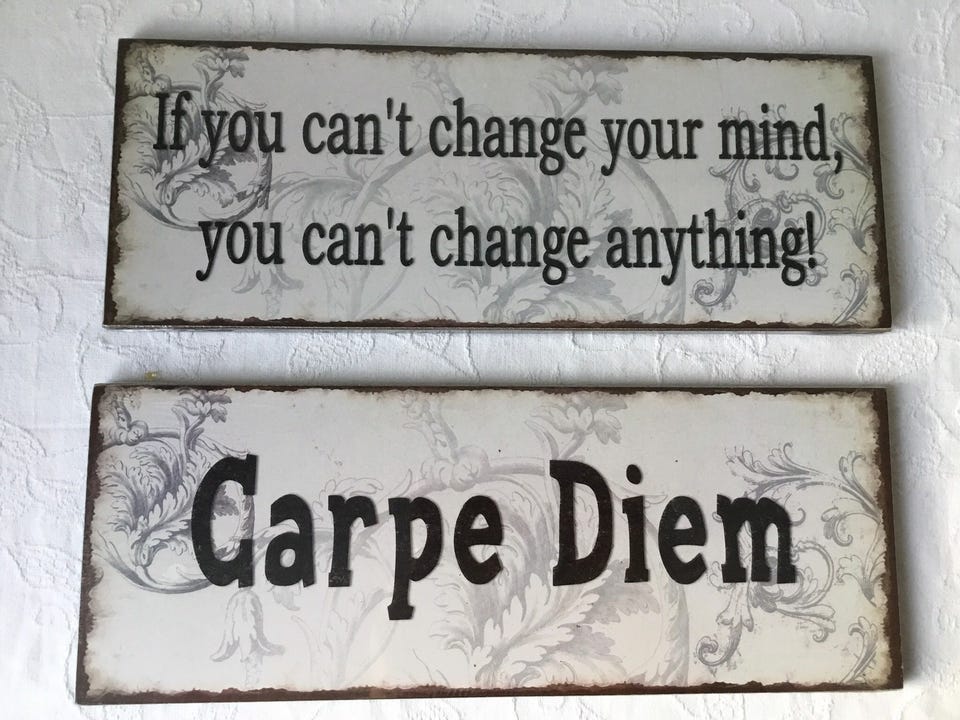 If you can't change your mind,
you can't change anything!
Carpe Diem